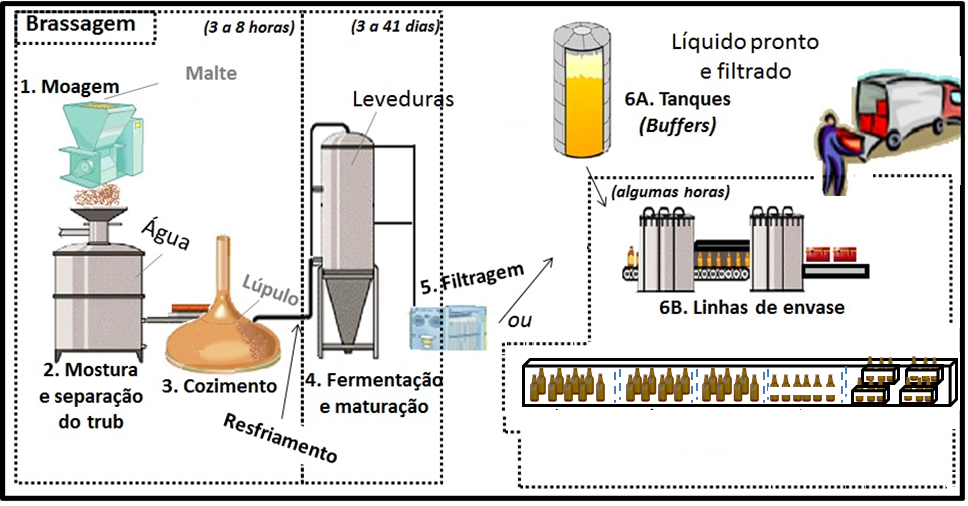 Brassagem
(3 a 8 horas)
(3 a 41 dias)
1. Moagem
Malte
Leveduras
Água
Lúpulo
2. Mostura
e separação
do trub
3. Cozimento
Resfriamento
4. Fermentação
e maturação
5. Filtragem
ou
Líquido pronto
e filtrado
6A. Tanques
(Buffers)
(algumas horas)
6B. Linhas de envase